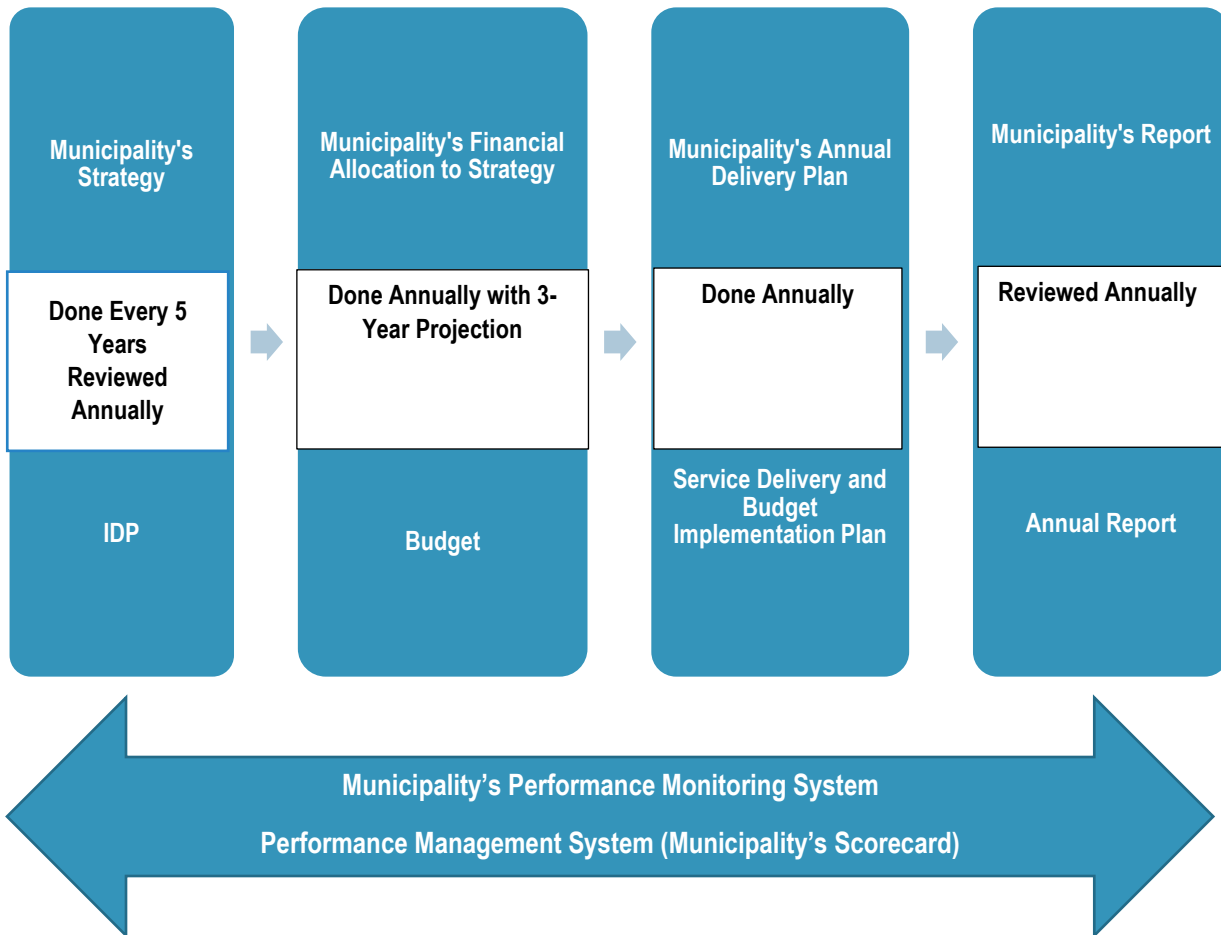 Municipality's
Strategy
Done Every 5
Years
Reviewed
Annually
IDP
Municipality's Financial
Allocation to Strategy
Done Annually with 3-
Year Projection
Budget
Municipality's Annual
Delivery Plan
Done Annually
Service Delivery and
Budget
Implementation Plan
Municipality's Report
Reviewed Annually
Annual Report
Municipality’s Performance Monitoring System
Performance Management System (Municipality’s Scorecard)